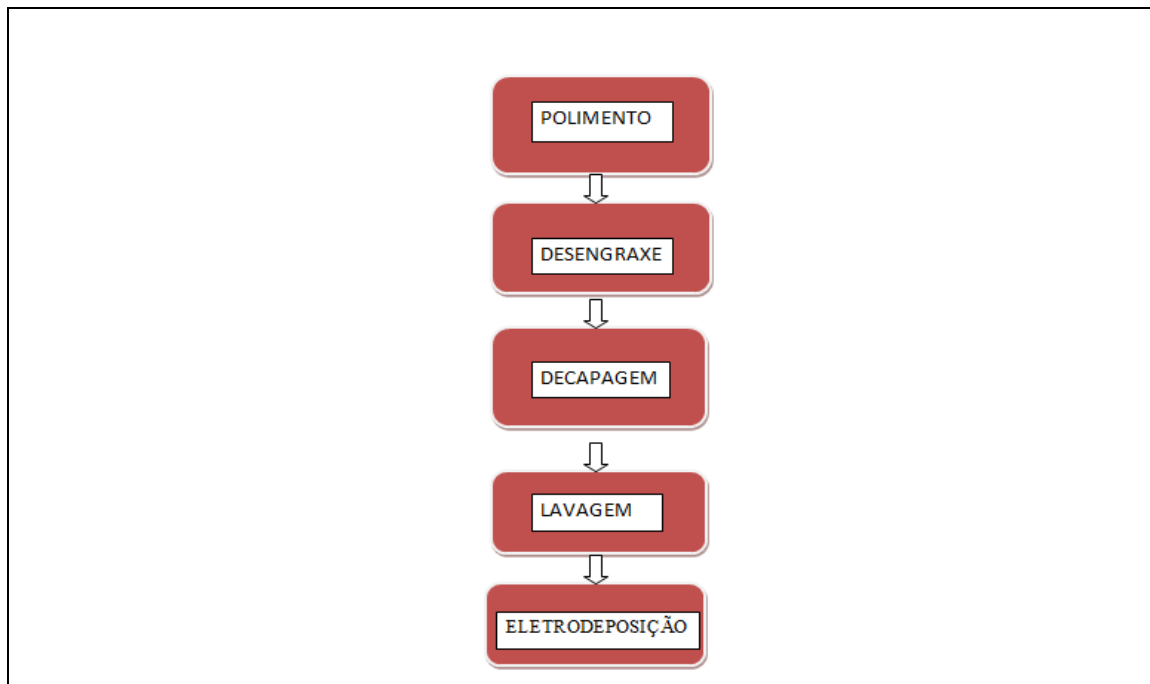 POLIMENTO
DESENGRAXE
DECAPAGEM
LAVAGEM
ELETRODEPOSIÇÃO